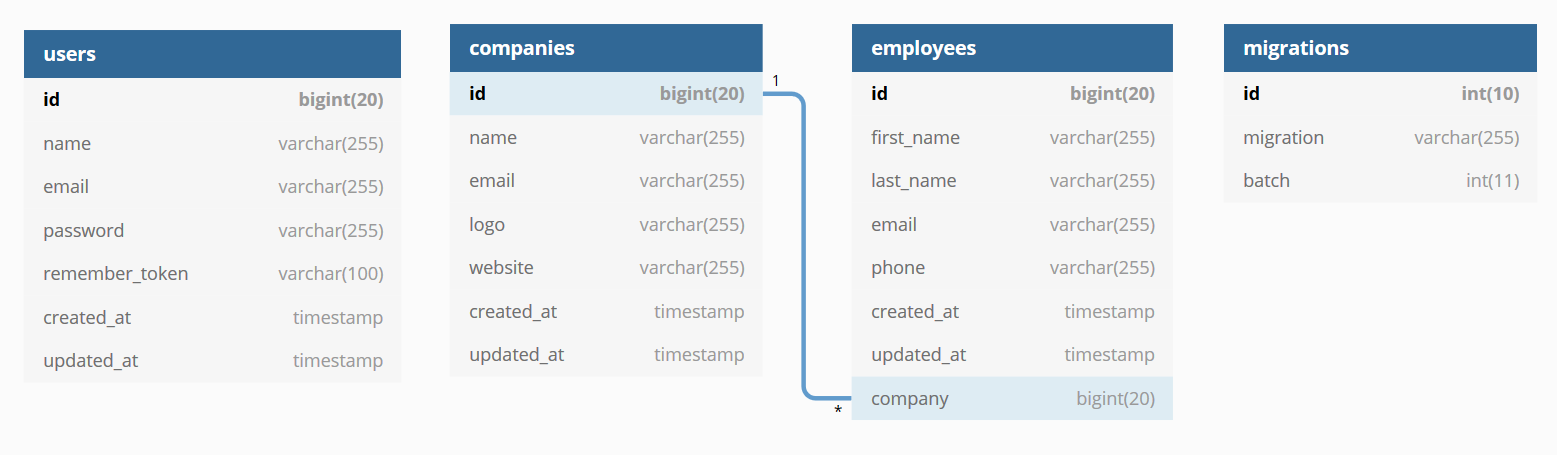 users
id bigint(20)
name varchar(255)
email varchar(255)
password varchar(255)
remember_token varchar(100)
created_at timestamp
updated_at timestamp
companies
id bigint(20)
name varchar(255)
email varchar(255)
logo varchar(255)
website varchar(255)
created_at timestamp
updated_at timestamp
1
*
employees
id bigint(20)
first_name varchar(255)
last_name varchar(255)
email varchar(255)
phone varchar(255)
created_at timestamp
updated_at timestamp
company bigint(20)
migrations
id int(10)
migration varchar(255)
batch int(11)